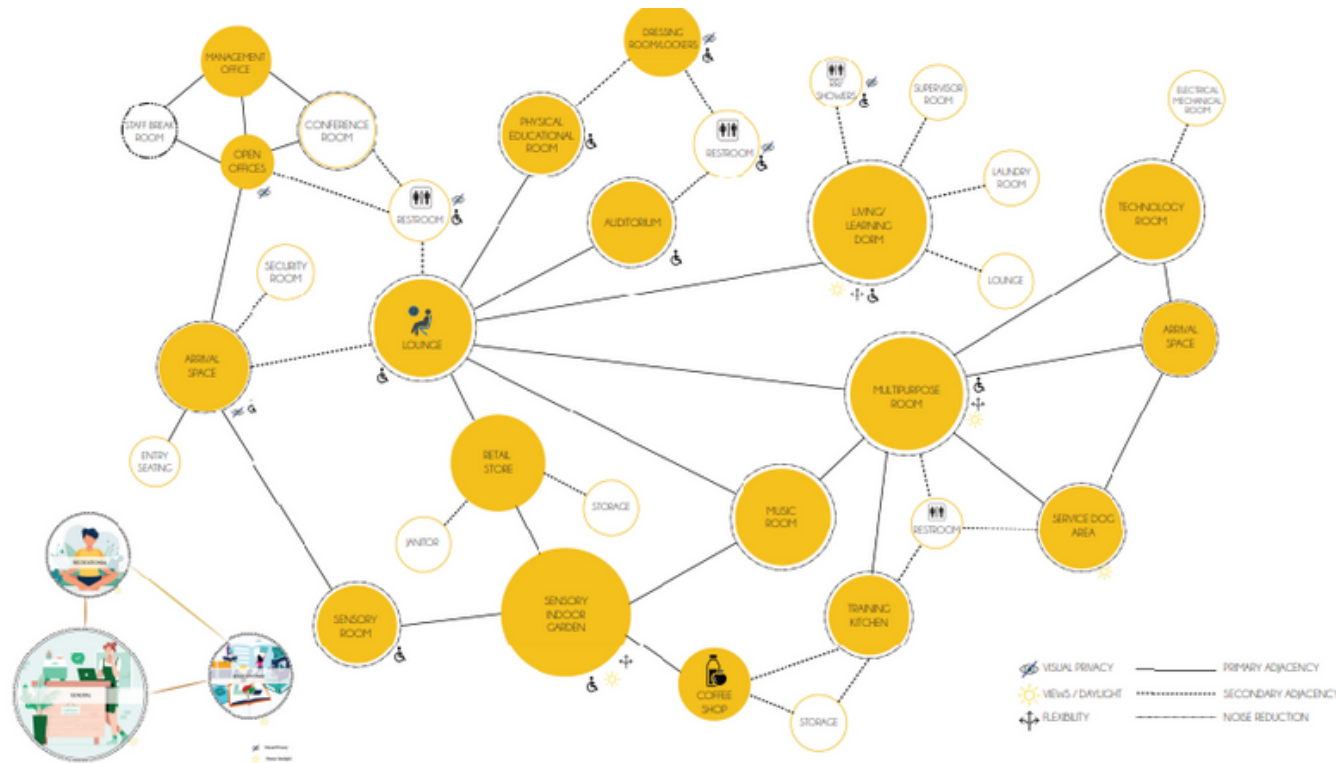 MANAGEMENT
OFFICE
STAFF BREAK
ROOM
CONFERENCE
ROOM
OPEN
OFFICES
RESTROOM
DRESSING
ROOM/LOCKERS
PHYSICAL
EDUCATIONAL
ROOM
RESTROOM
AUDITORIUM
SHOWERS
SUPERVISOR
ROOM
LAUNDRY
ROOM
LIVING/
LEARNING
DORM
LOUNGE
ELECTRICAL
MECHANICAL
ROOM
TECHNOLOGY
ROOM
SECURITY
ROOM
ARRIVAL
SPACE
ENTRY
SEATING
LOUNGE
ARRIVAL
SPACE
MULTIPURPOSE
ROOM
RETAIL
STORE
STORAGE
JANITOR
MUSIC
ROOM
RESTROOM
SERVICE DOG
AREA
SENSORY
ROOM
SENSORY
INDOOR
GARDEN
TRAINING
KITCHEN
COFFEE
SHOP
STORAGE
RECREATIONAL
GENERAL
VISUAL PRIVACY
VIEWS / DAYLIGHT
FLEXIBILITY
PRIMARY ADJACENCY
SECONDARY ADJACENCY
NOISE REDUCTION